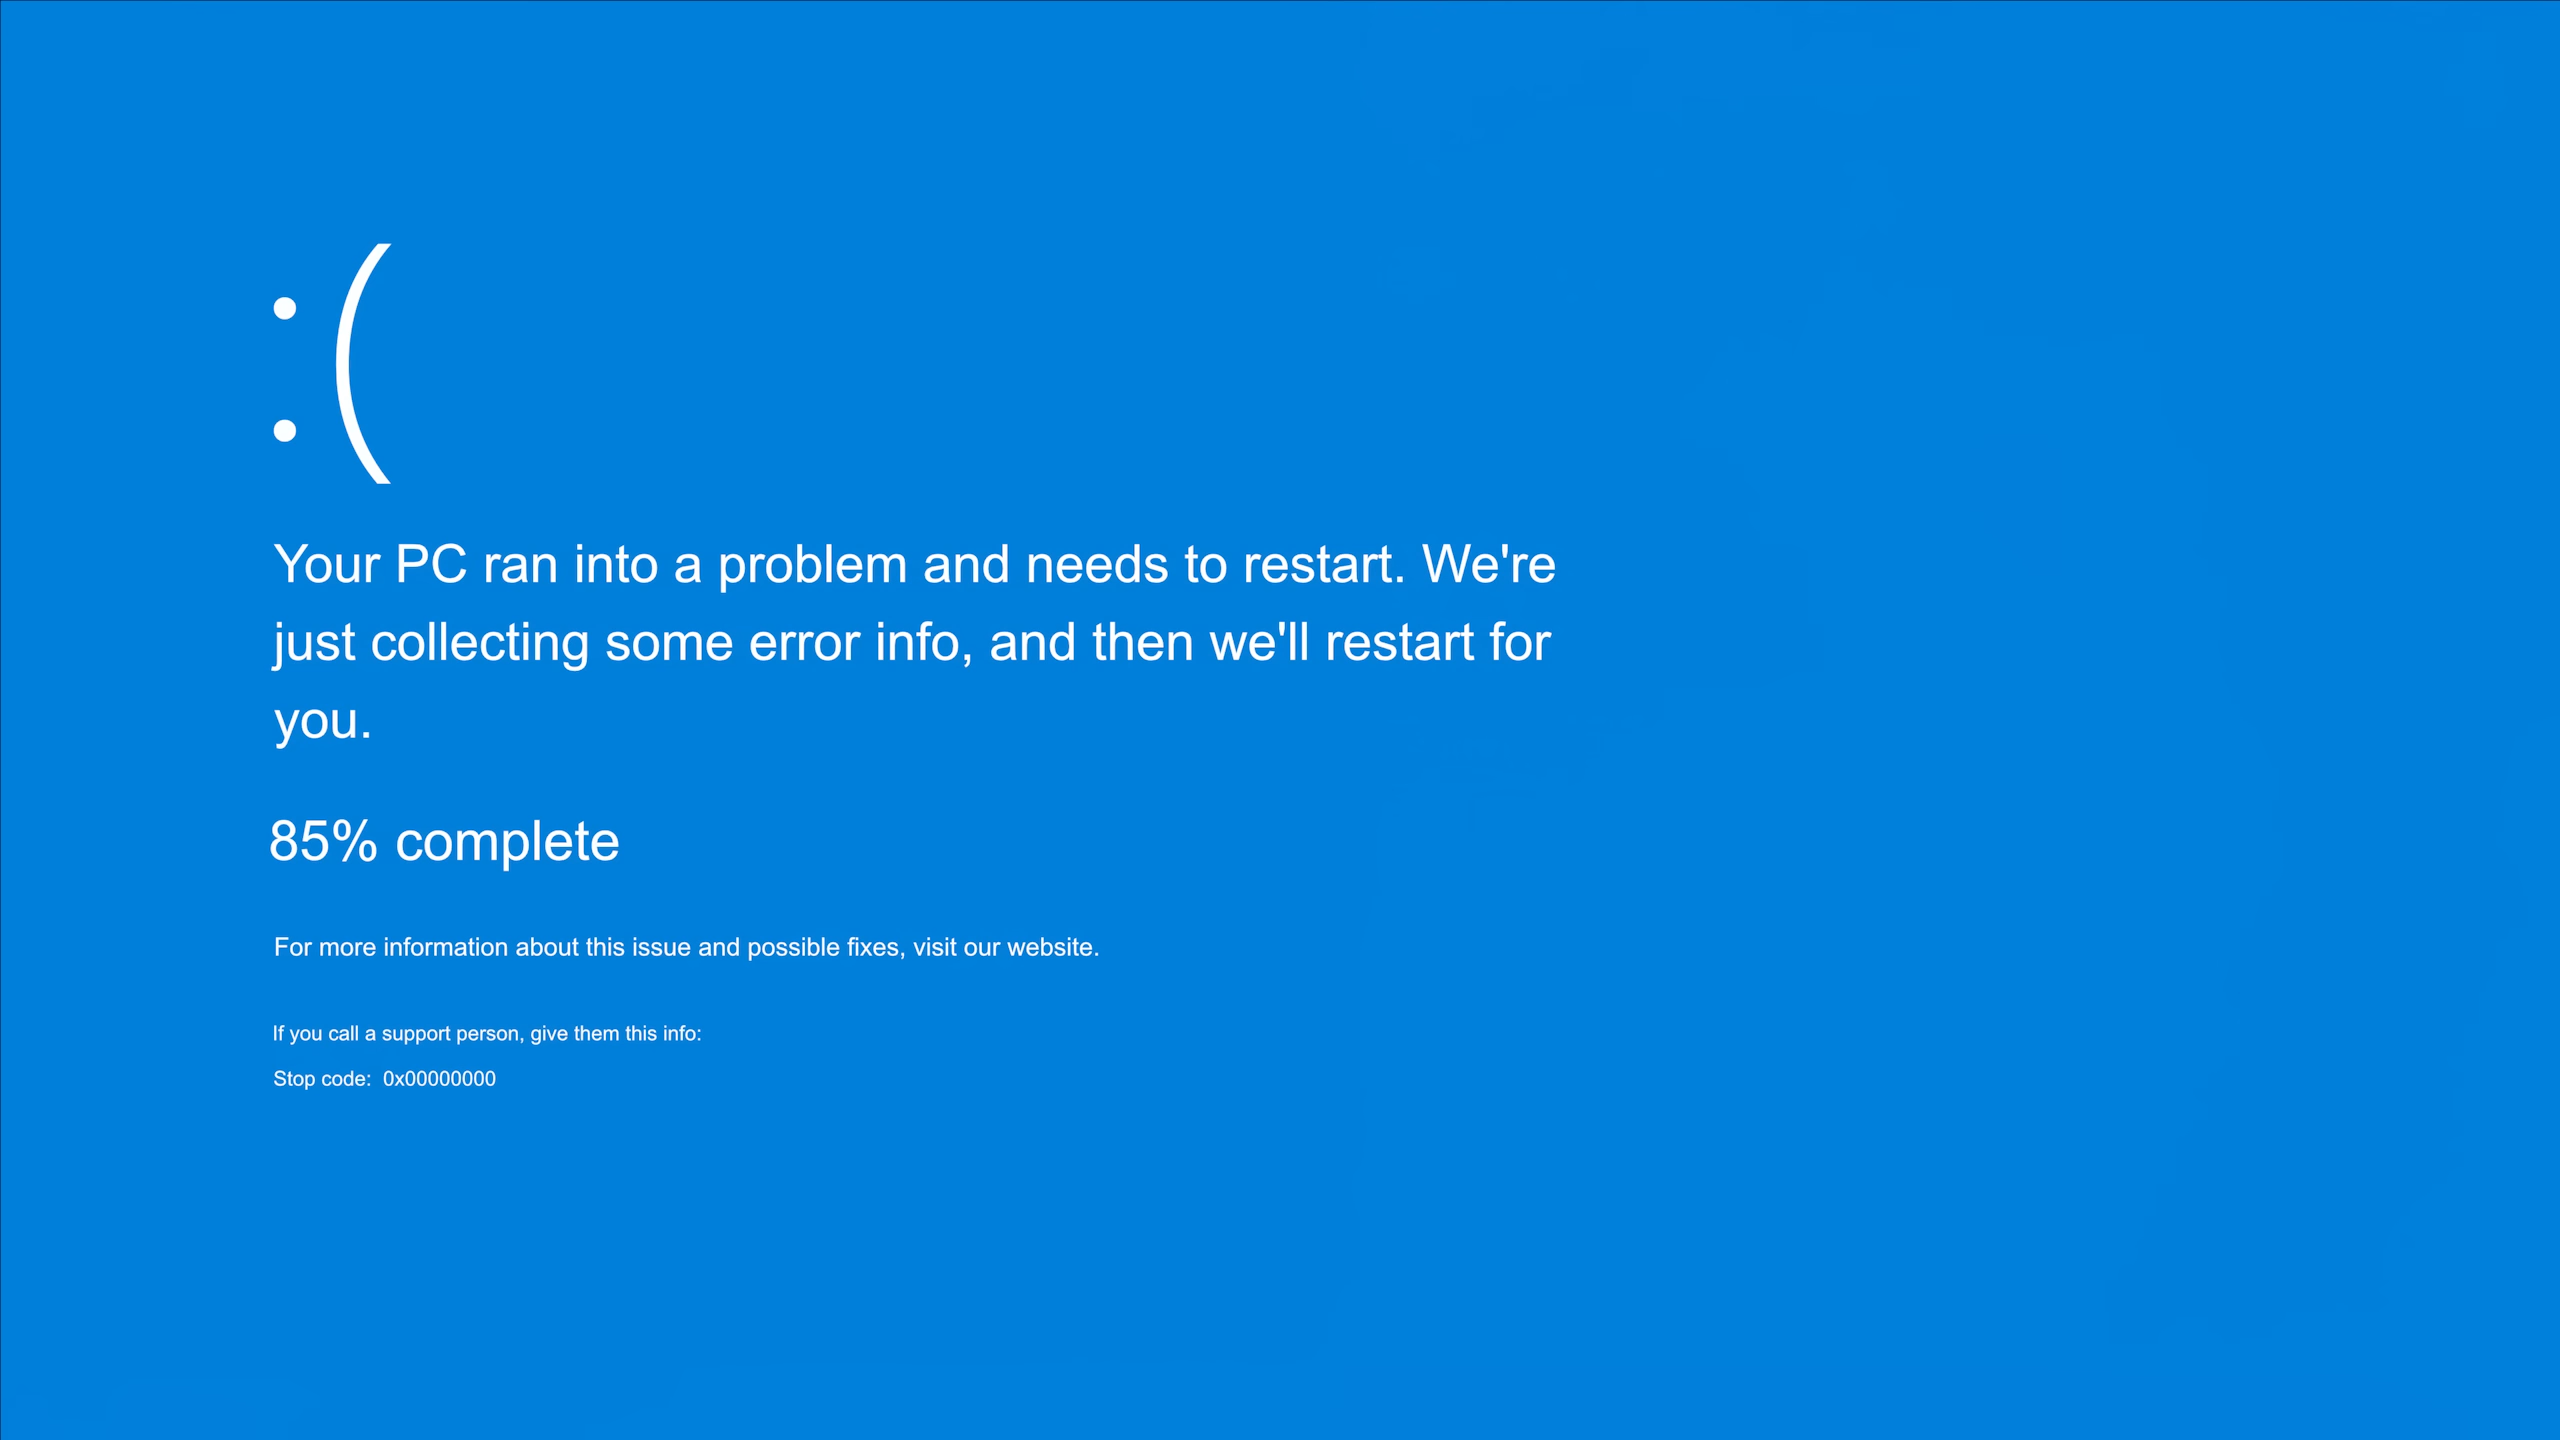 :(
Your PC ran into a problem and needs to restart. We're
just collecting some error info, and then we'll restart for
you.
85% complete
For more information about this issue and possible fixes, visit our website.
If you call a support person, give them this info:
Stop code:  0x00000000